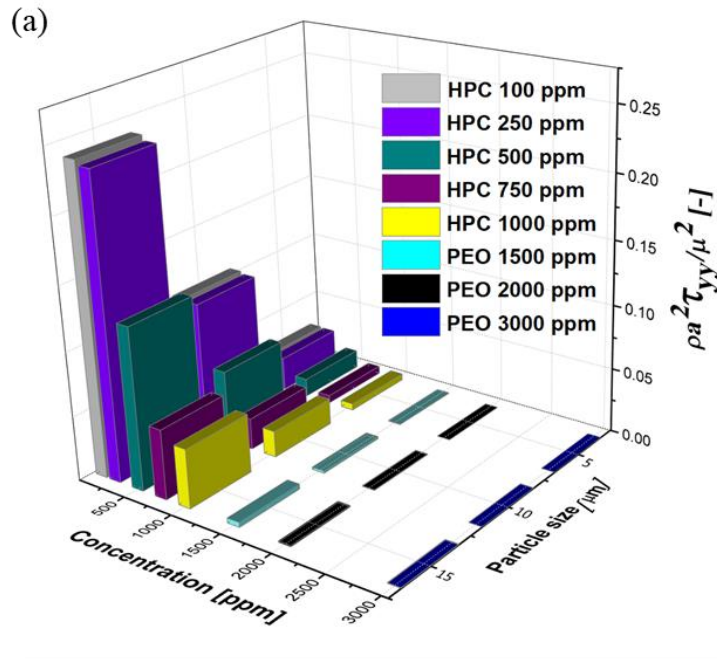 (a)
HPC 100 ppm
HPC 250 ppm
HPC 500 ppm
HPC 750 ppm
HPC 1000 ppm
PEO 1500 ppm
PEO 2000 ppm
PEO 3000 ppm
0.25
0.20
0.15
0.10
0.05
0.00
ρa²τyy/μ² [-]
500
1000
1500
2000
2500
3000
Concentration [ppm]
5
10
15
Particle size [μm]